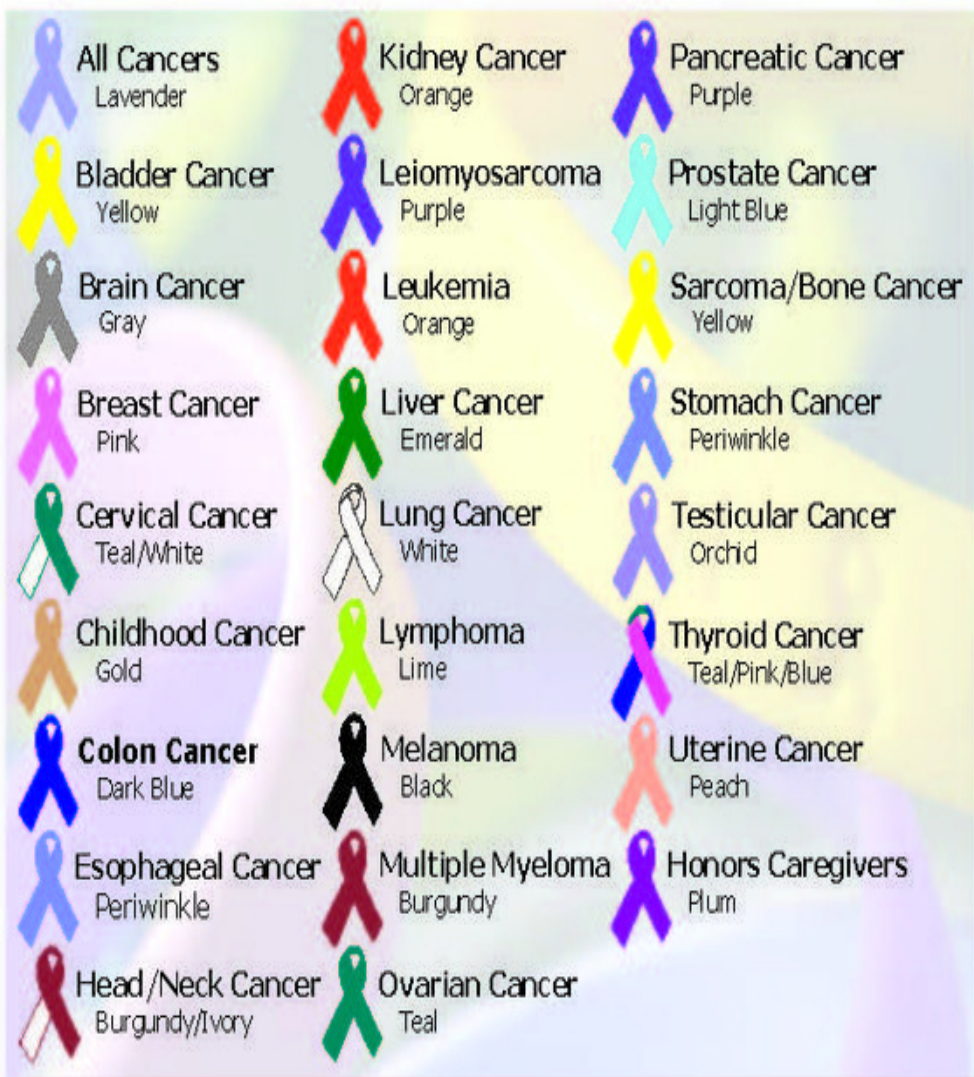 All Cancers
Lavender
Bladder Cancer
Yellow
Brain Cancer
Gray
Breast Cancer
Pink
Cervical Cancer
Teal/White
Childhood Cancer
Gold
Colon Cancer
Dark Blue
Esophageal Cancer
Periwinkle
Head/Neck Cancer
Burgundy/Ivory
Kidney Cancer
Orange
Leiomyosarcoma
Purple
Leukemia
Orange
Liver Cancer
Emerald
Lung Cancer
White
Lymphoma
Lime
Melanoma
Black
Multiple Myeloma
Burgundy
Ovarian Cancer
Teal
Pancreatic Cancer
Purple
Prostate Cancer
Light Blue
Sarcoma/Bone Cancer
Yellow
Stomach Cancer
Periwinkle
Testicular Cancer
Orchid
Thyroid Cancer
Teal/Pink/Blue
Uterine Cancer
Peach
Honors Caregivers
Plum